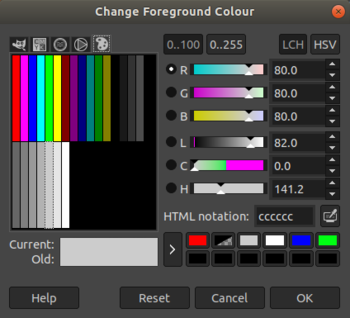 Change Foreground Colour
0..100 0..255 LCH HSV
R 80.0
G 80.0
B 80.0
L 82.0
C 0.0
H 141.2
HTML notation: cccccc
Current:
Old:
Help Reset Cancel OK